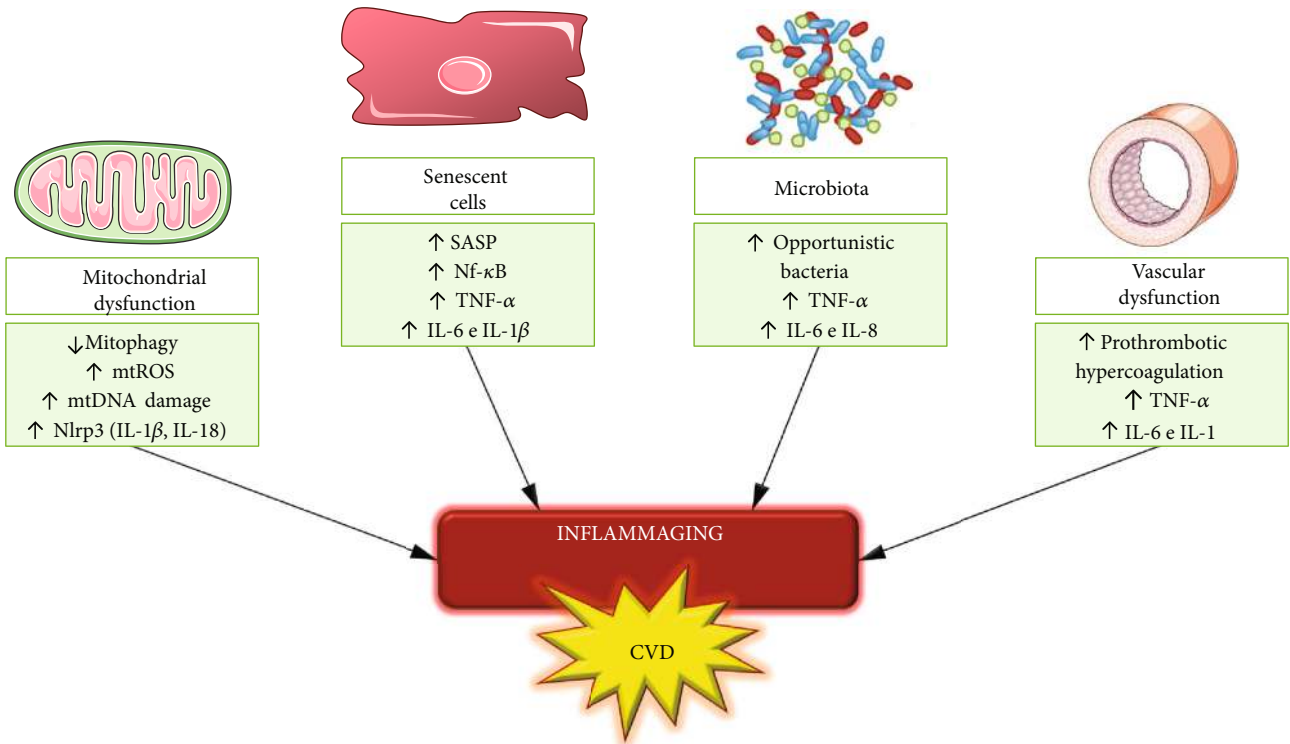 Mitochondrial
dysfunction
↓Mitophagy
↑ mtROS
↑ mtDNA damage
↑ Nlrp3 (IL-1β, IL-18)
Senescent
cells
↑ SASP
↑ Nf-κB
↑ TNF-α
↑ IL-6 e IL-1β
Microbiota
↑ Opportunistic
bacteria
↑ TNF-α
↑ IL-6 e IL-8
Vascular
dysfunction
↑ Prothrombotic
hypercoagulation
↑ TNF-α
↑ IL-6 e IL-1
INFLAMMAGING
CVD